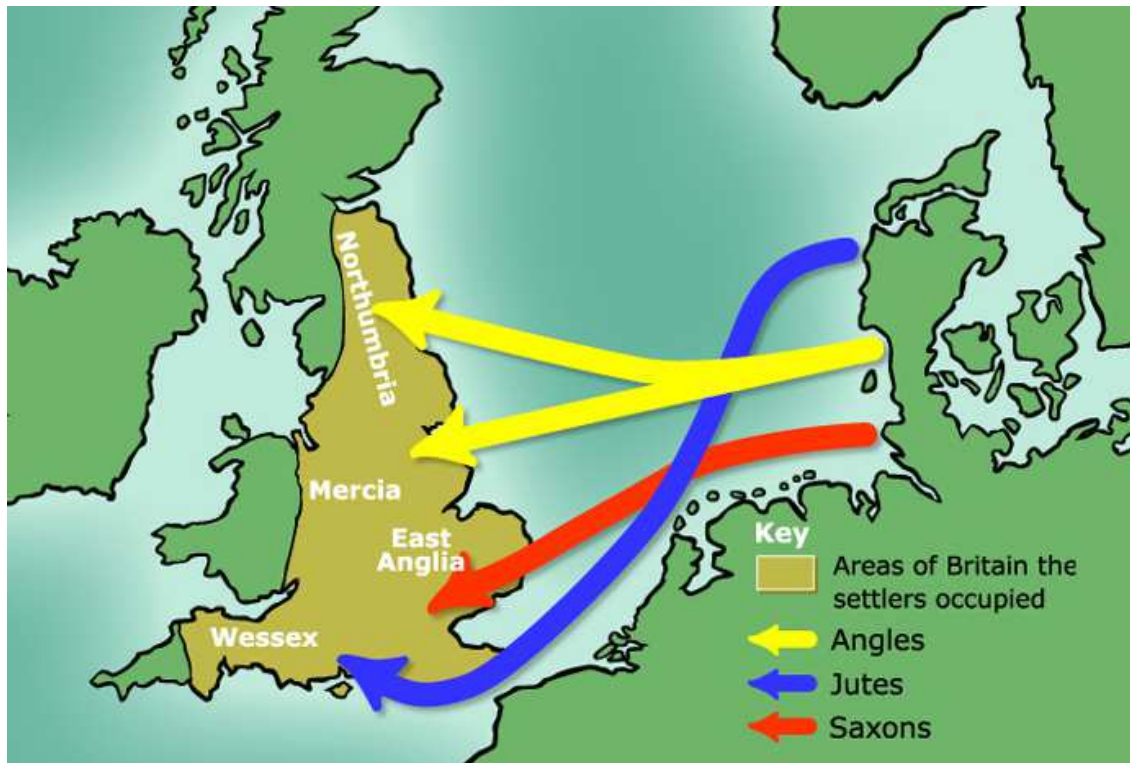 Northumbria
Mercia
East
Anglia
Wessex
Key
Areas of Britain the
settlers occupied
Angles
Jutes
Saxons